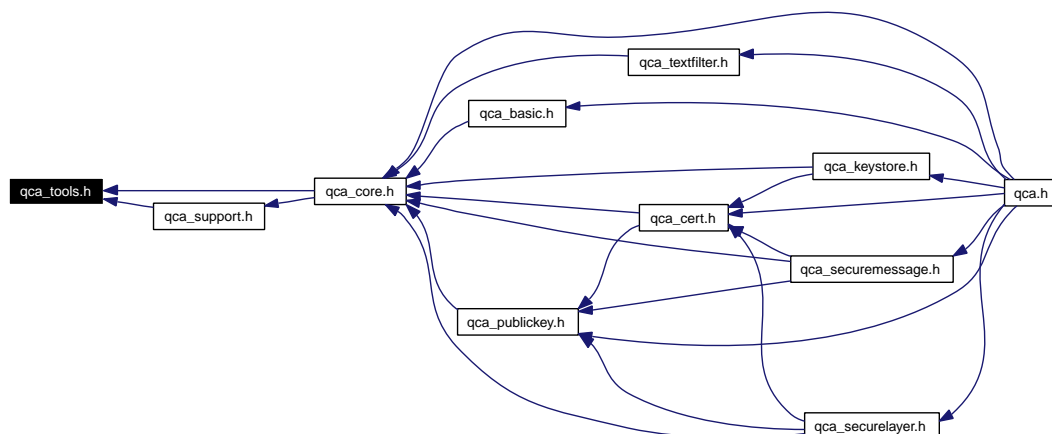 qca_textfilter.h
qca_basic.h
qca_keystore.h
qca_tools.h
qca_core.h
qca.h
qca_support.h
qca_cert.h
qca_securemessage.h
qca_publickey.h
qca_securelayer.h